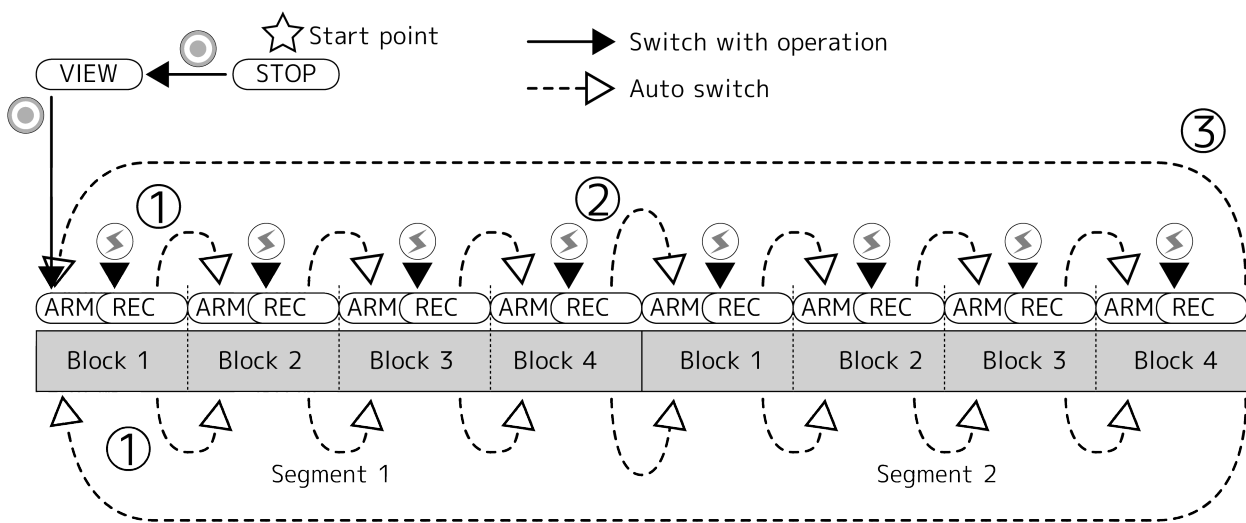 ☆ Start point
Switch with operation
VIEW
STOP
Auto switch
③
①
②
ARM REC ARM REC ARM REC ARM REC ARM REC ARM REC ARM REC ARM REC
Block 1 Block 2 Block 3 Block 4 Block 1 Block 2 Block 3 Block 4
①
Segment 1
Segment 2